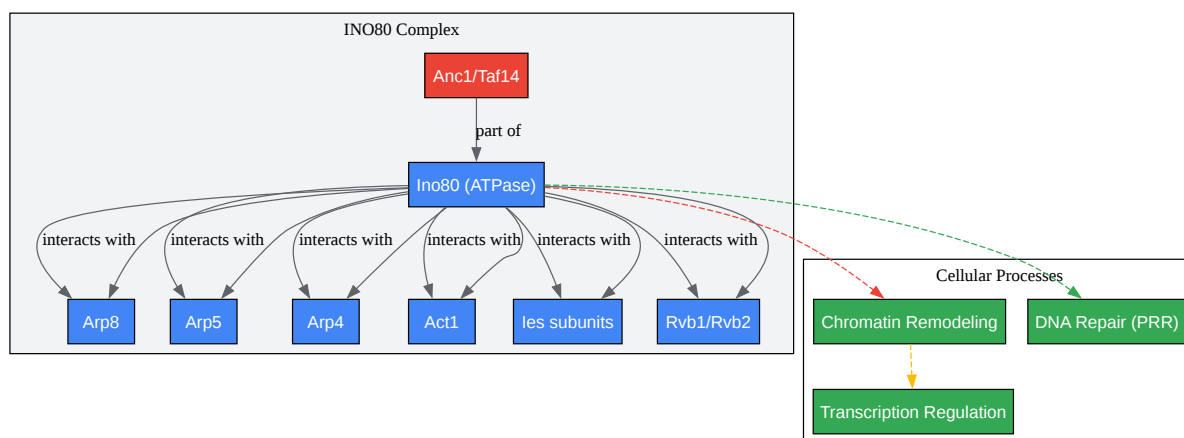 INO80 Complex
Anc1/Taf14
part of
Ino80 (ATPase)
interacts with
interacts with
interacts with
interacts with
interacts with
interacts with
Arp8
Arp5
Arp4
Act1
Ies subunits
Rvb1/Rvb2
Cellular Processes
Chromatin Remodeling
DNA Repair (PRR)
Transcription Regulation